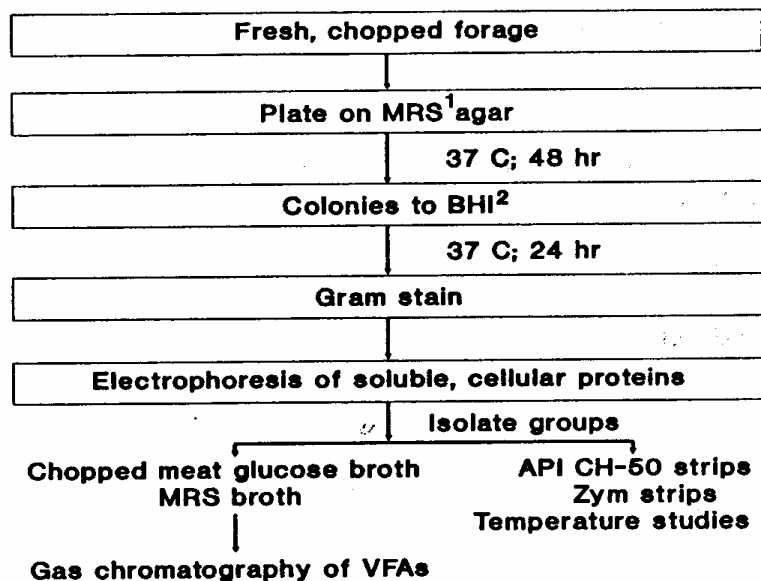 Fresh, chopped forage
Plate on MRS¹agar
37 C; 48 hr
Colonies to BHI²
37 C; 24 hr
Gram stain
Electrophoresis of soluble, cellular proteins
Isolate groups
Chopped meat glucose broth
MRS broth
API CH-50 strips
Zym strips
Temperature studies
Gas chromatography of VFAs